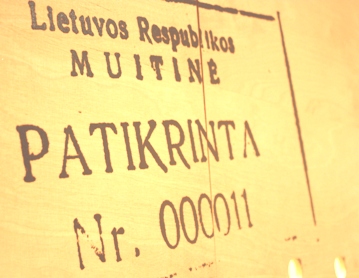 Lietuvos Respublikos
MUITINĖ
PATIKRINTA
Nr. 000011